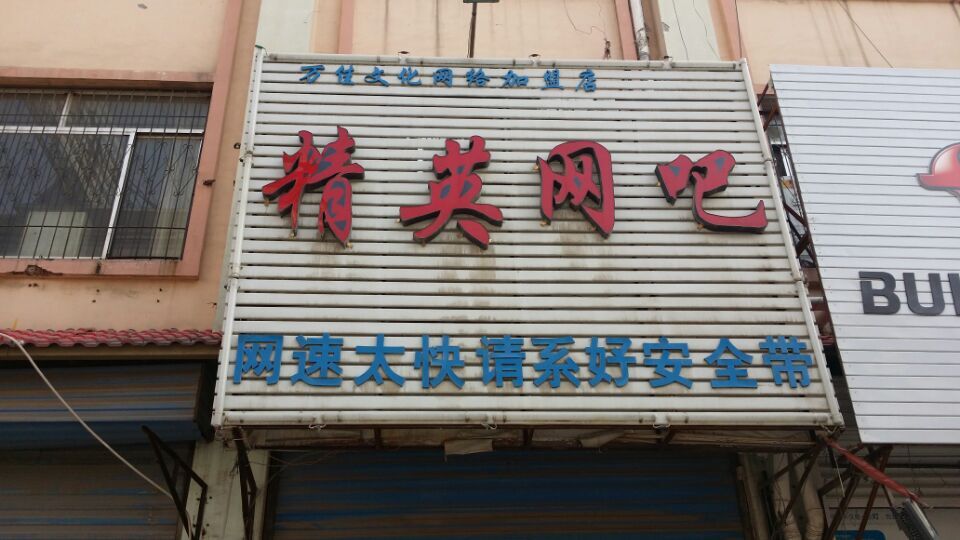 万佳文化网络加盟店
精英网吧
网速太快请系好安全带
BU